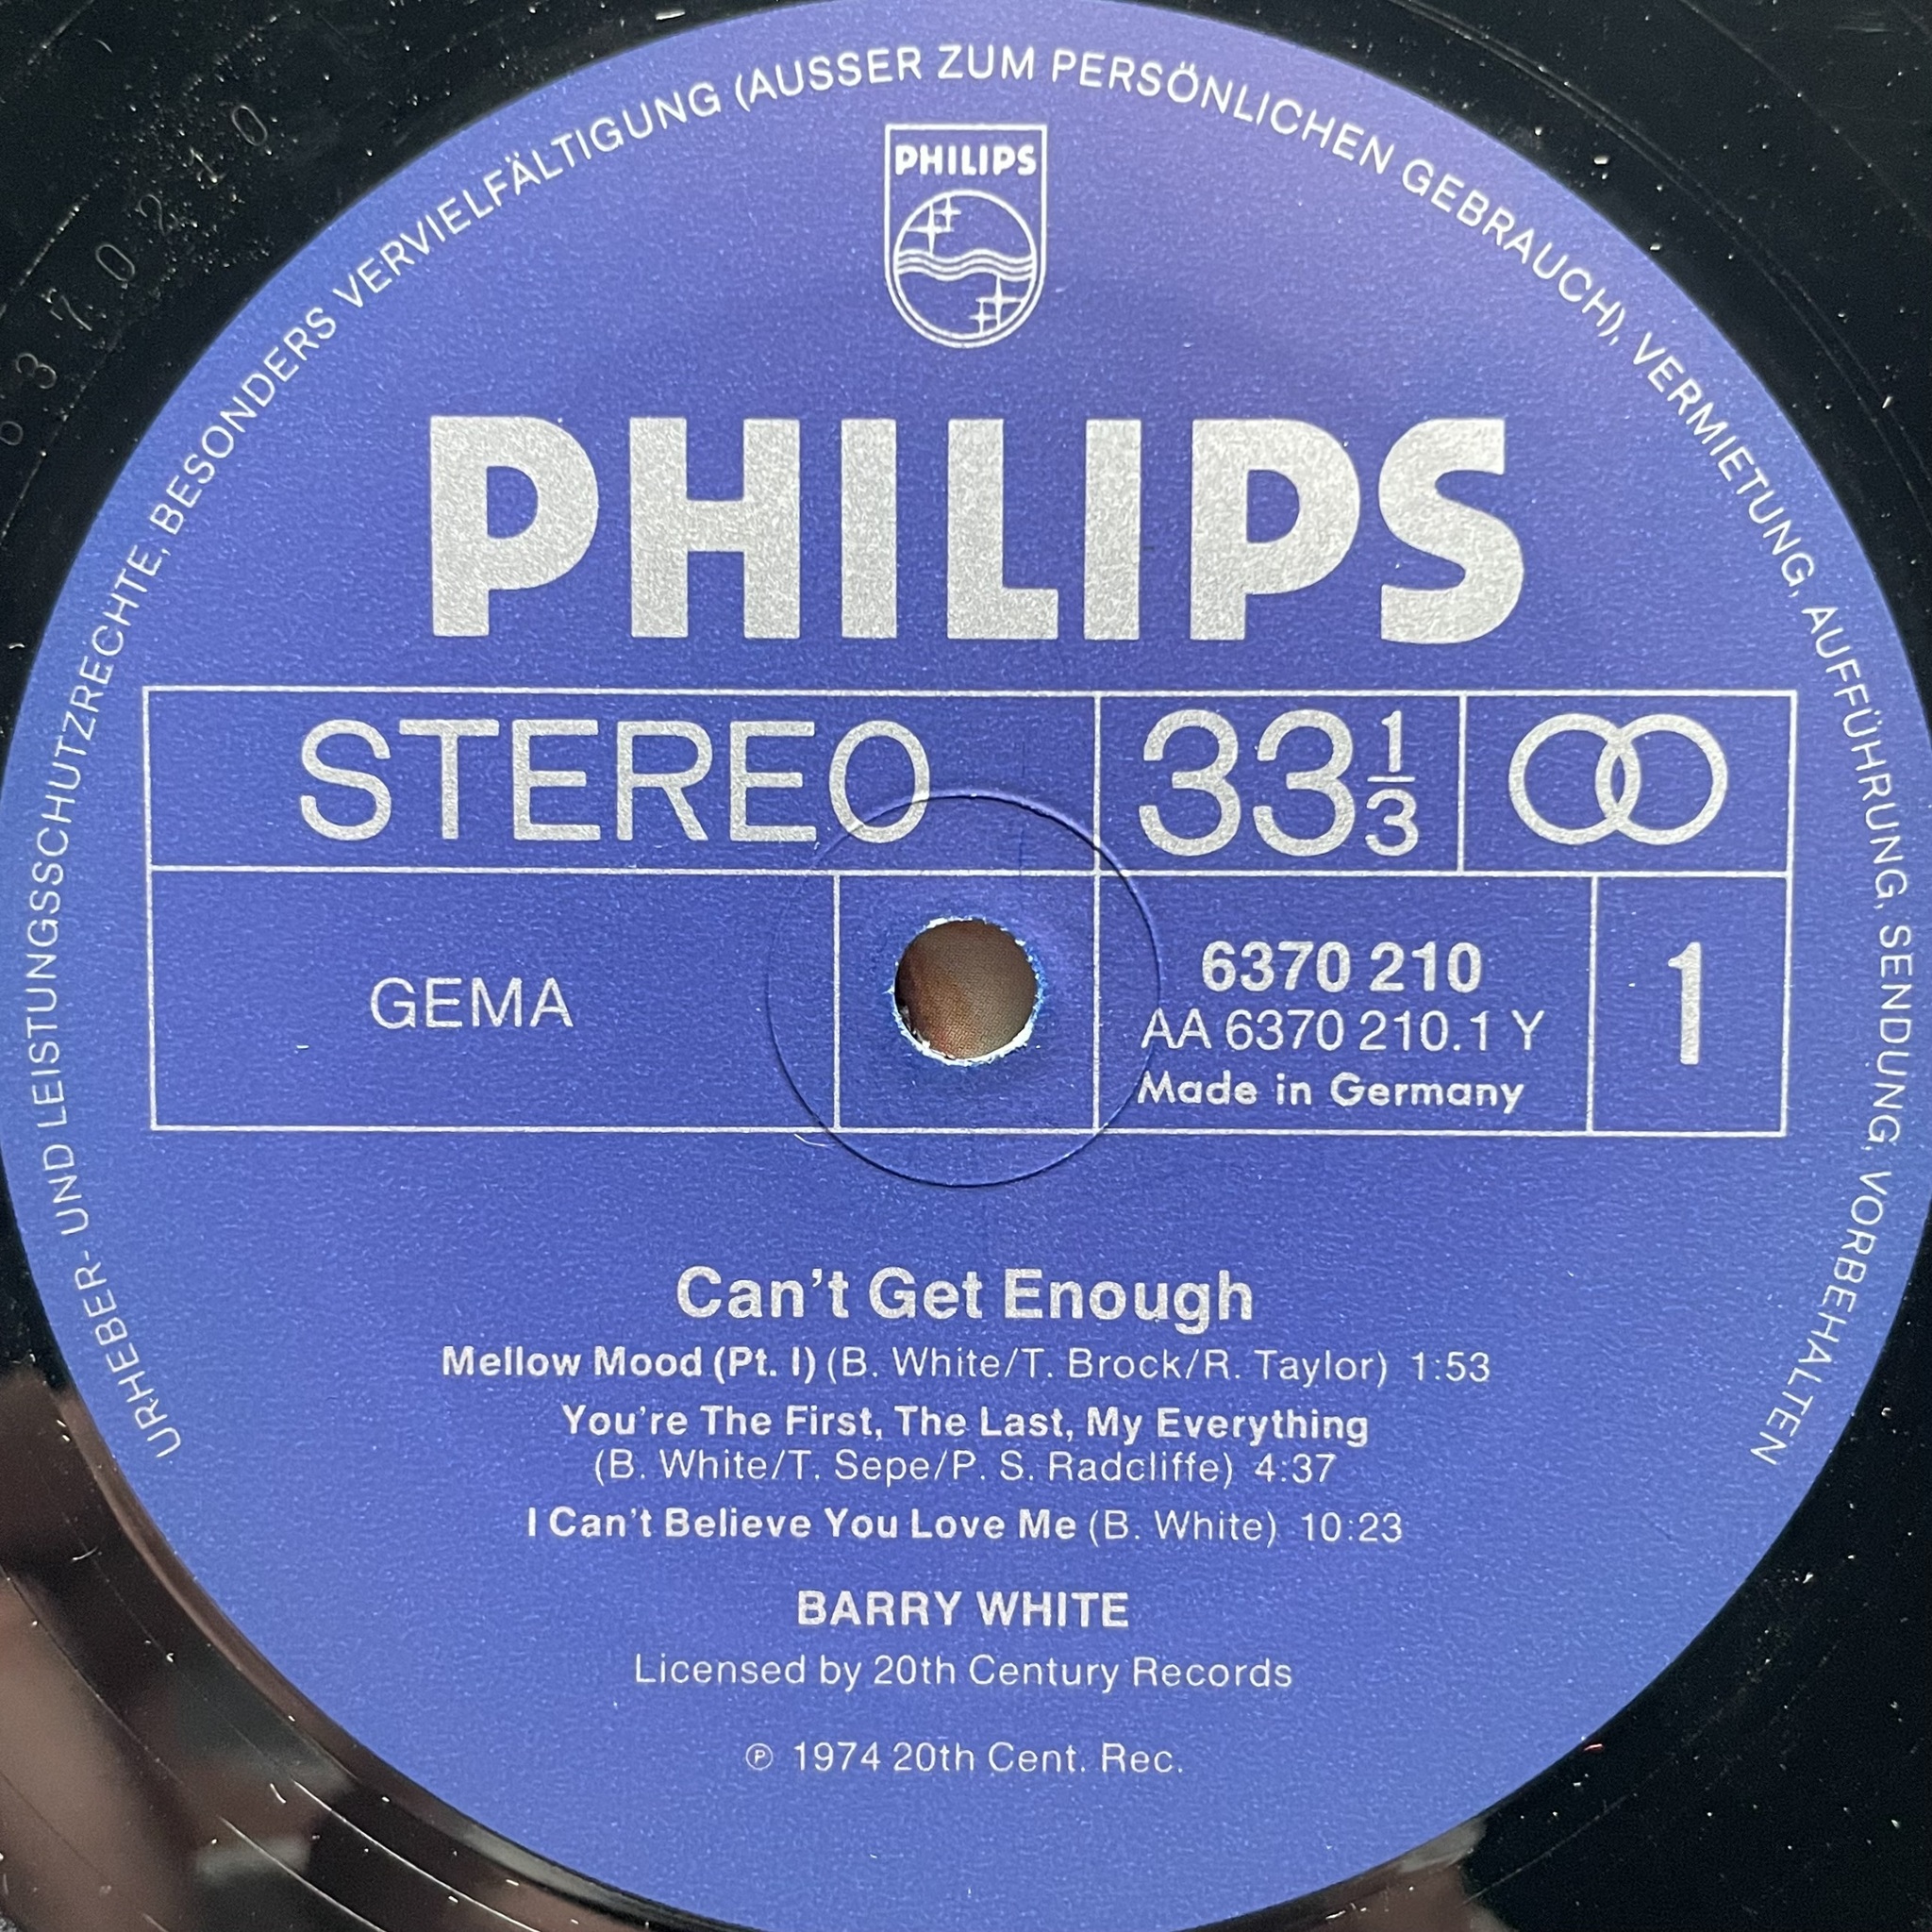 URHEBER- UND LEISTUNGSSCHUTZRECHTE, BESONDERS VERVIELFÄLTIGUNG (AUSSER ZUM PERSÖNLICHEN GEBRAUCH), VERMIETUNG, AUFFÜHRUNG, SENDUNG, VORBEHALTEN
6370210
PHILIPS
PHILIPS
STEREO 33 1/3
GEMA
6370 210
AA 6370 210.1 Y
Made in Germany
1
Can't Get Enough
Mellow Mood (Pt. I) (B. White/T. Brock/R. Taylor) 1:53
You're The First, The Last, My Everything
(B. White/T. Sepe/P. S. Radcliffe) 4:37
I Can't Believe You Love Me (B. White) 10:23
BARRY WHITE
Licensed by 20th Century Records
℗ 1974 20th Cent. Rec.